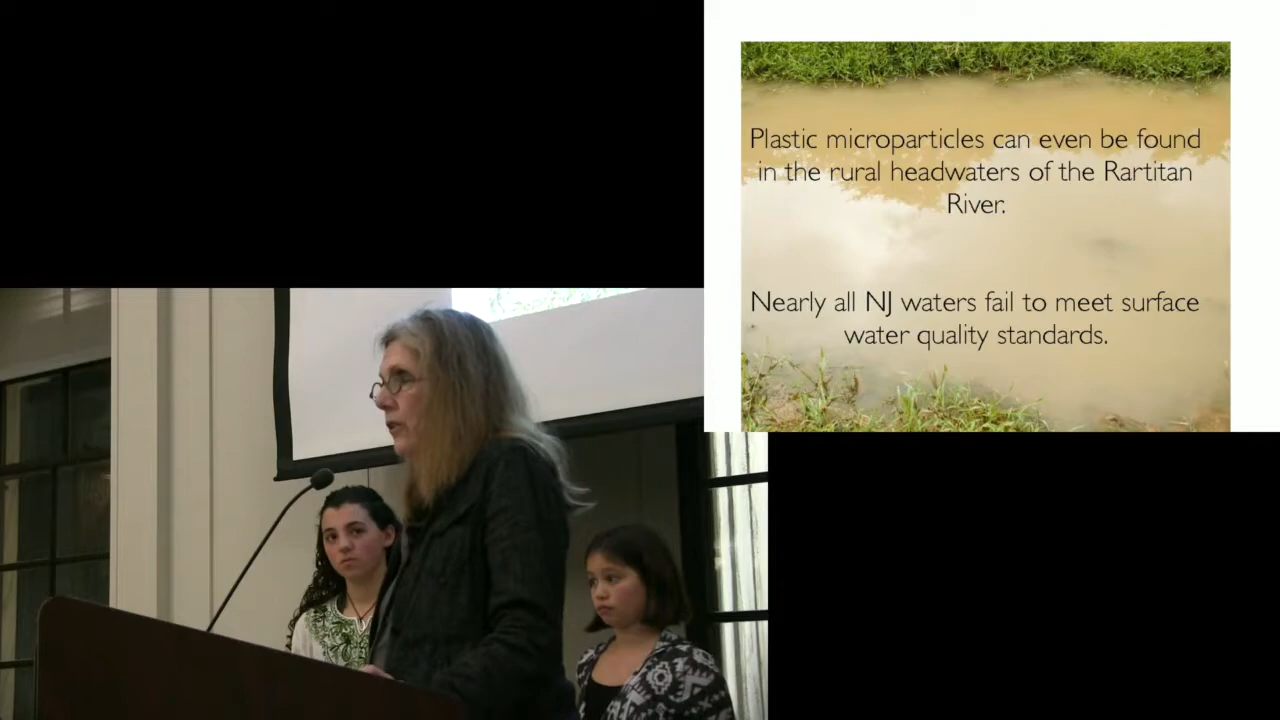 Plastic microparticles can even be found
in the rural headwaters of the Rartitan
River.
Nearly all NJ waters fail to meet surface
water quality standards.